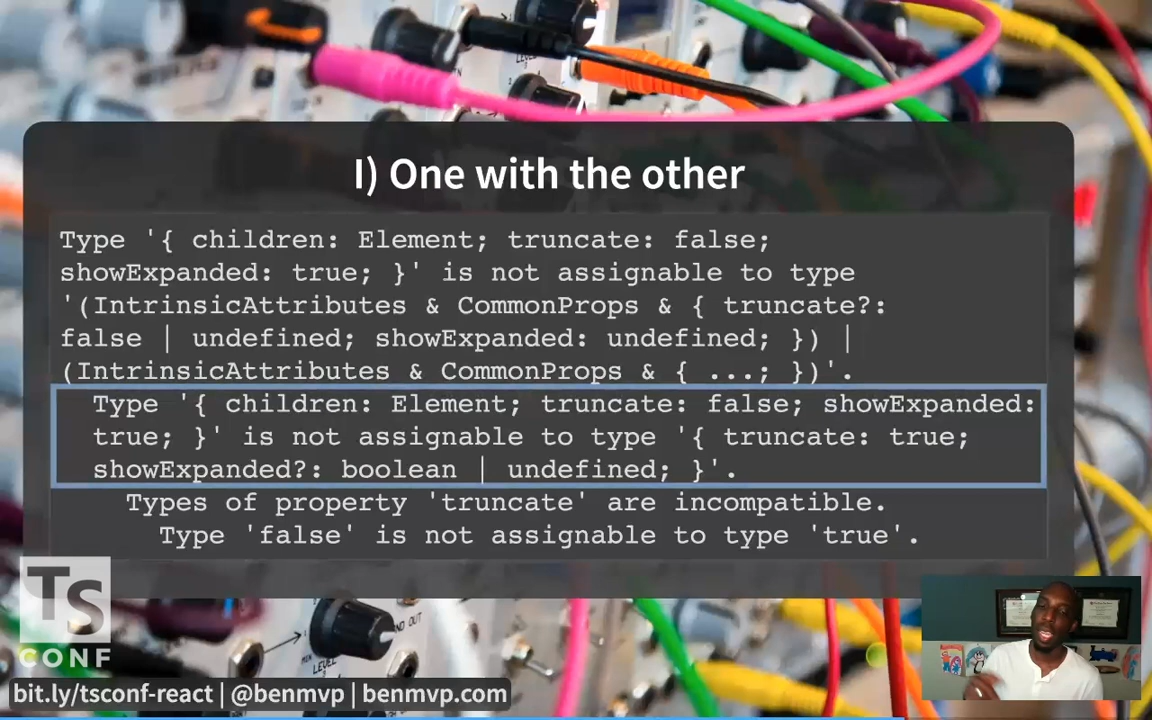 I) One with the other
Type '{ children: Element; truncate: false;
showExpanded: true; }' is not assignable to type
'(IntrinsicAttributes & CommonProps & { truncate?:
false | undefined; showExpanded: undefined; }) |
(IntrinsicAttributes & CommonProps & { ...; })'.
Type '{ children: Element; truncate: false; showExpanded:
true; }' is not assignable to type '{ truncate: true;
showExpanded?: boolean | undefined; }'.
Types of property 'truncate' are incompatible.
Type 'false' is not assignable to type 'true'.
TS
CONF
LEVEL
ND OUT
bit.ly/tsconf-react | @benmvp | benmvp.com